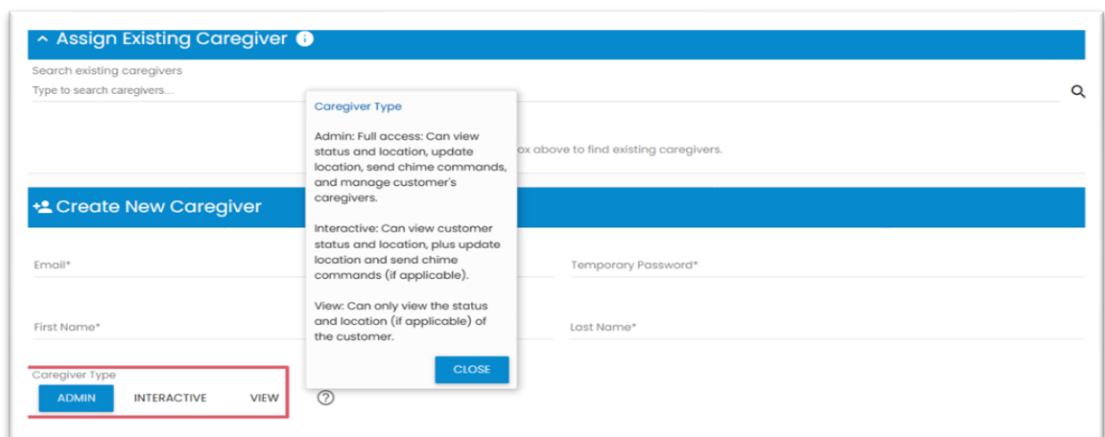 Assign Existing Caregiver
Search existing caregivers
Type to search caregivers...
ox above to find existing caregivers.
Caregiver Type
Admin: Full access: Can view
status and location, update
location, send chime commands,
and manage customer's
caregivers.
Interactive: Can view customer
status and location, plus update
location and send chime
commands (if applicable).
View: Can only view the status
and location (if applicable) of
the customer.
CLOSE
Create New Caregiver
Email*
Temporary Password*
First Name*
Last Name*
Caregiver Type
ADMIN INTERACTIVE VIEW